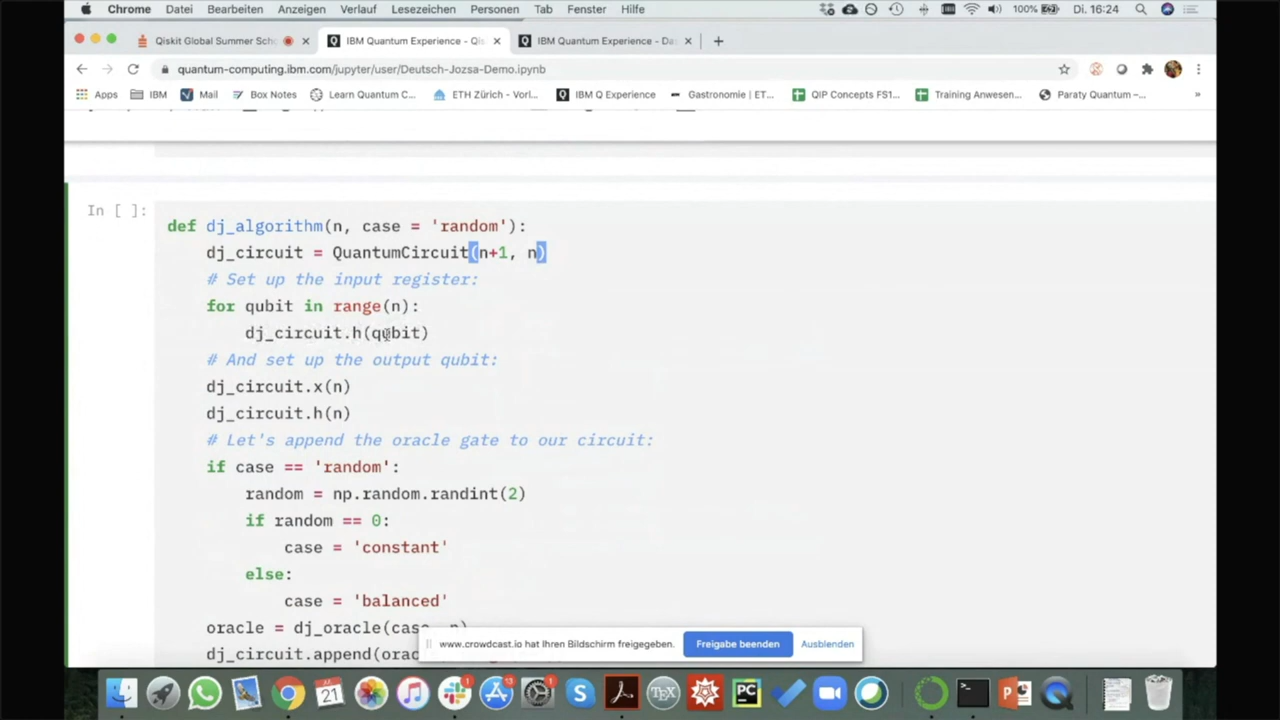 Chrome Datei Bearbeiten Anzeigen Verlauf Lesezeichen Personen Tab Fenster Hilfe 100% Di. 16:24
Qiskit Global Summer Sch IBM Quantum Experience - Qis IBM Quantum Experience - Da
quantum-computing.ibm.com/jupyter/user/Deutsch-Jozsa-Demo.ipynb
Apps IBM Mail Box Notes Learn Quantum C... ETH Zürich - Vorl... IBM Q Experience Gastronomie | ET... QIP Concepts FS1... Training Anwesen... Paraty Quantum –... »
In [ ]:
def dj_algorithm(n, case = 'random'):
dj_circuit = QuantumCircuit(n+1, n)
# Set up the input register:
for qubit in range(n):
dj_circuit.h(qubit)
# And set up the output qubit:
dj_circuit.x(n)
dj_circuit.h(n)
# Let's append the oracle gate to our circuit:
if case == 'random':
random = np.random.randint(2)
if random == 0:
case = 'constant'
else:
case = 'balanced'
oracle = dj_oracle(case, n)
dj_circuit.append(orac
www.crowdcast.io hat Ihren Bildschirm freigegeben. Freigabe beenden Ausblenden
21
TEX
PC